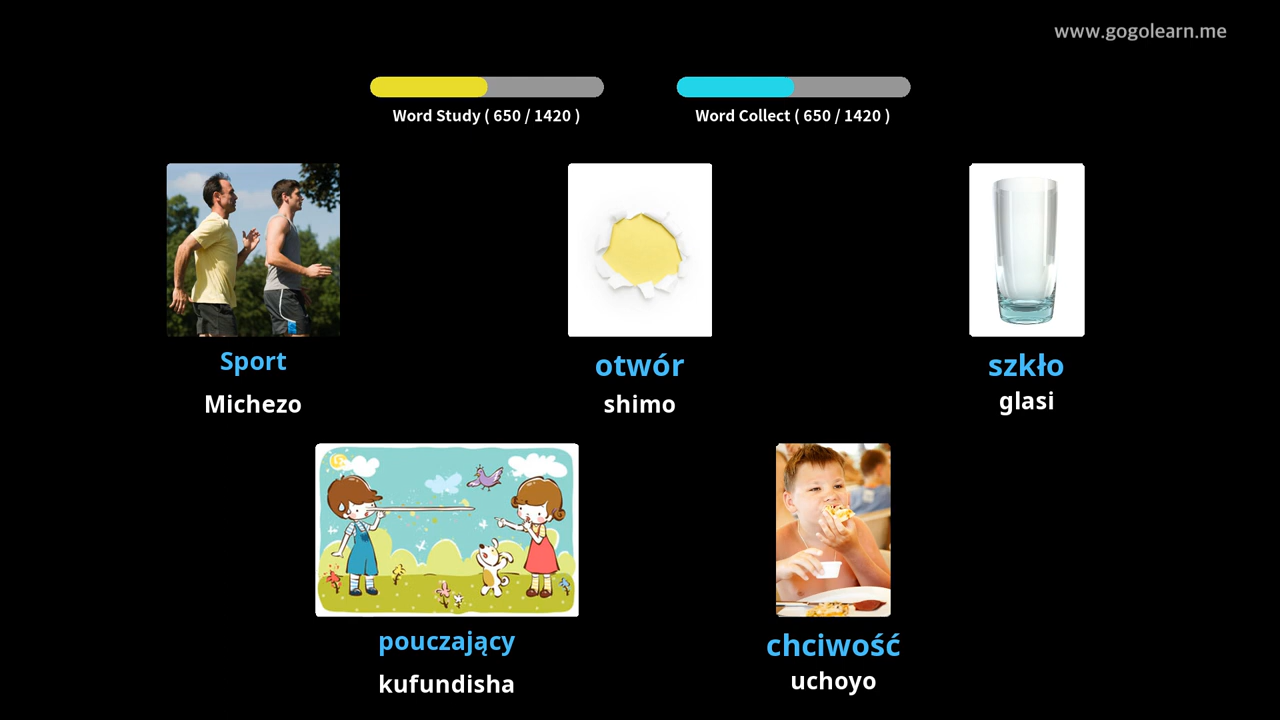 www.gogolearn.me
Word Study ( 650 / 1420 )
Word Collect ( 650 / 1420 )
Sport
Michezo
otwór
shimo
szkło
glasi
pouczający
kufundisha
chciwość
uchoyo